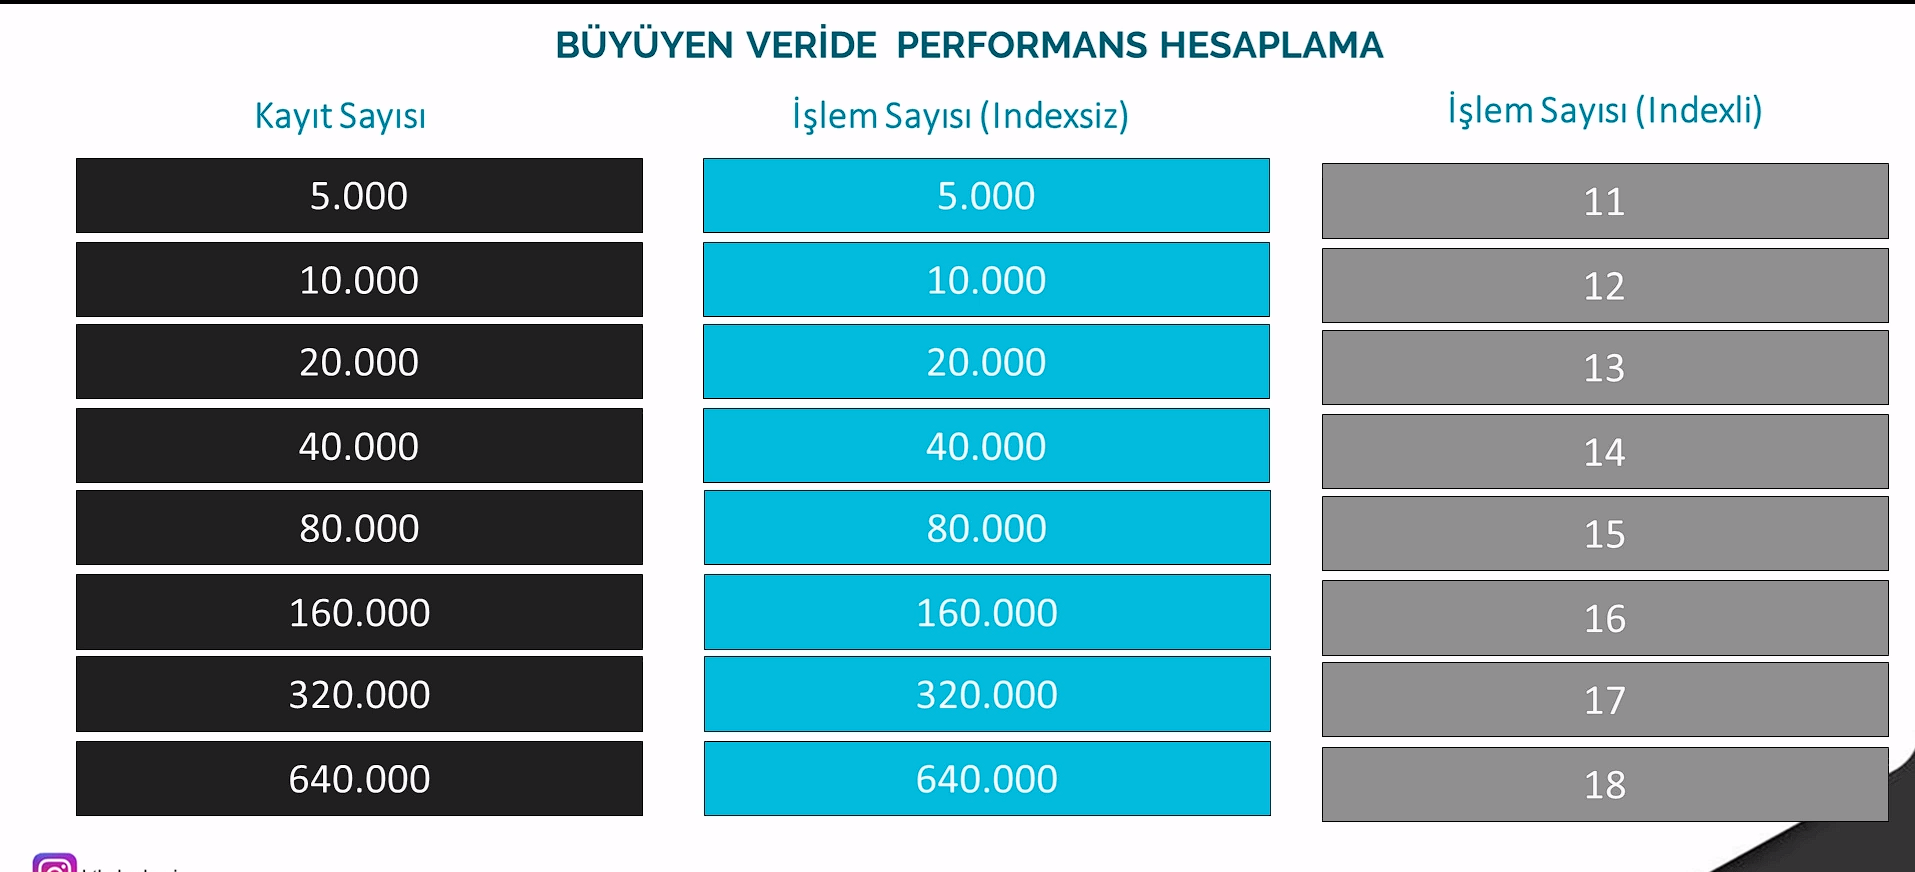 BÜYÜYEN VERİDE PERFORMANS HESAPLAMA
Kayıt Sayısı İşlem Sayısı (Indexsiz) İşlem Sayısı (Indexli)
5.000 5.000 11
10.000 10.000 12
20.000 20.000 13
40.000 40.000 14
80.000 80.000 15
160.000 160.000 16
320.000 320.000 17
640.000 640.000 18